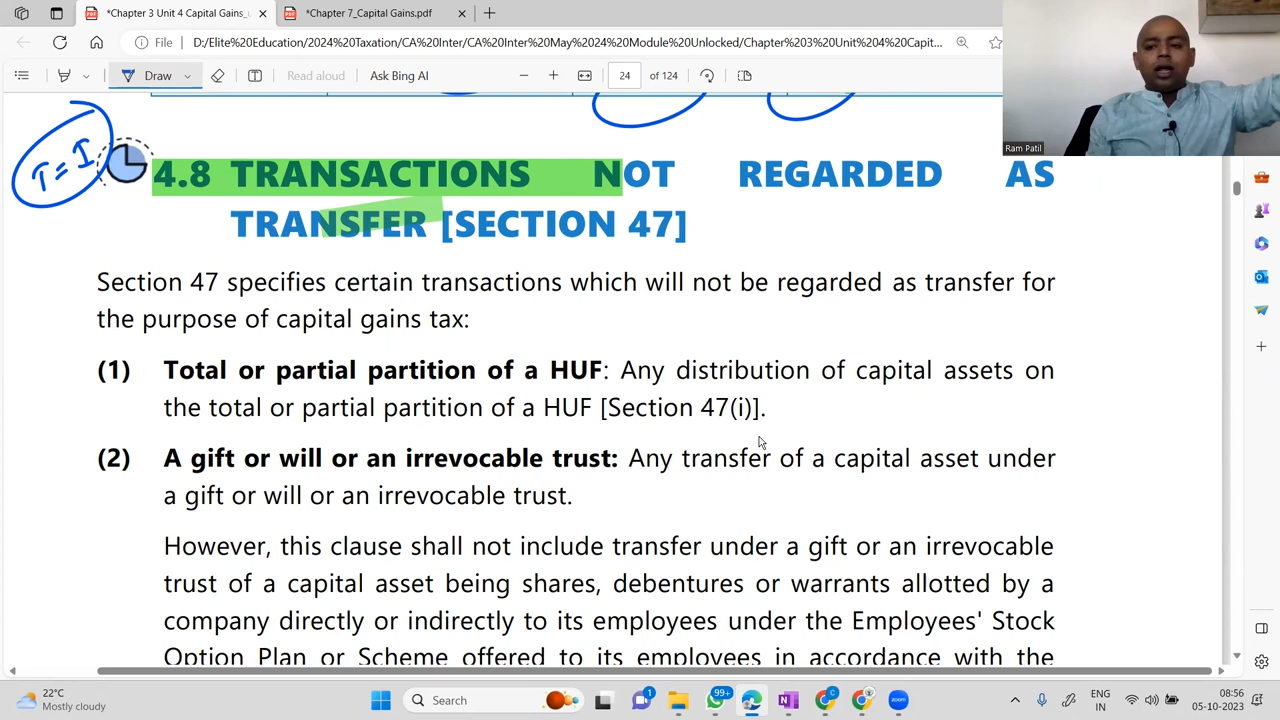 *Chapter 3 Unit 4 Capital Gains_
*Chapter 7_Capital Gains.pdf
File
D:/Elite%20Education/2024%20Taxation/CA%20Inter/CA%20Inter%20May%202024%20Module%20Unlocked/Chapter%203%20Unit%204%20Capit...
Draw
Read aloud
Ask Bing AI
24 of 124
Ram Patil
T = I
4.8 TRANSACTIONS NOT REGARDED AS
TRANSFER [SECTION 47]
Section 47 specifies certain transactions which will not be regarded as transfer for
the purpose of capital gains tax:
(1) Total or partial partition of a HUF: Any distribution of capital assets on
the total or partial partition of a HUF [Section 47(i)].
(2) A gift or will or an irrevocable trust: Any transfer of a capital asset under
a gift or will or an irrevocable trust.
However, this clause shall not include transfer under a gift or an irrevocable
trust of a capital asset being shares, debentures or warrants allotted by a
company directly or indirectly to its employees under the Employees' Stock
Option Plan or Scheme offered to its employees in accordance with the
22°C
Mostly cloudy
Search
1
99+
ENG
IN
08:56
05-10-2023